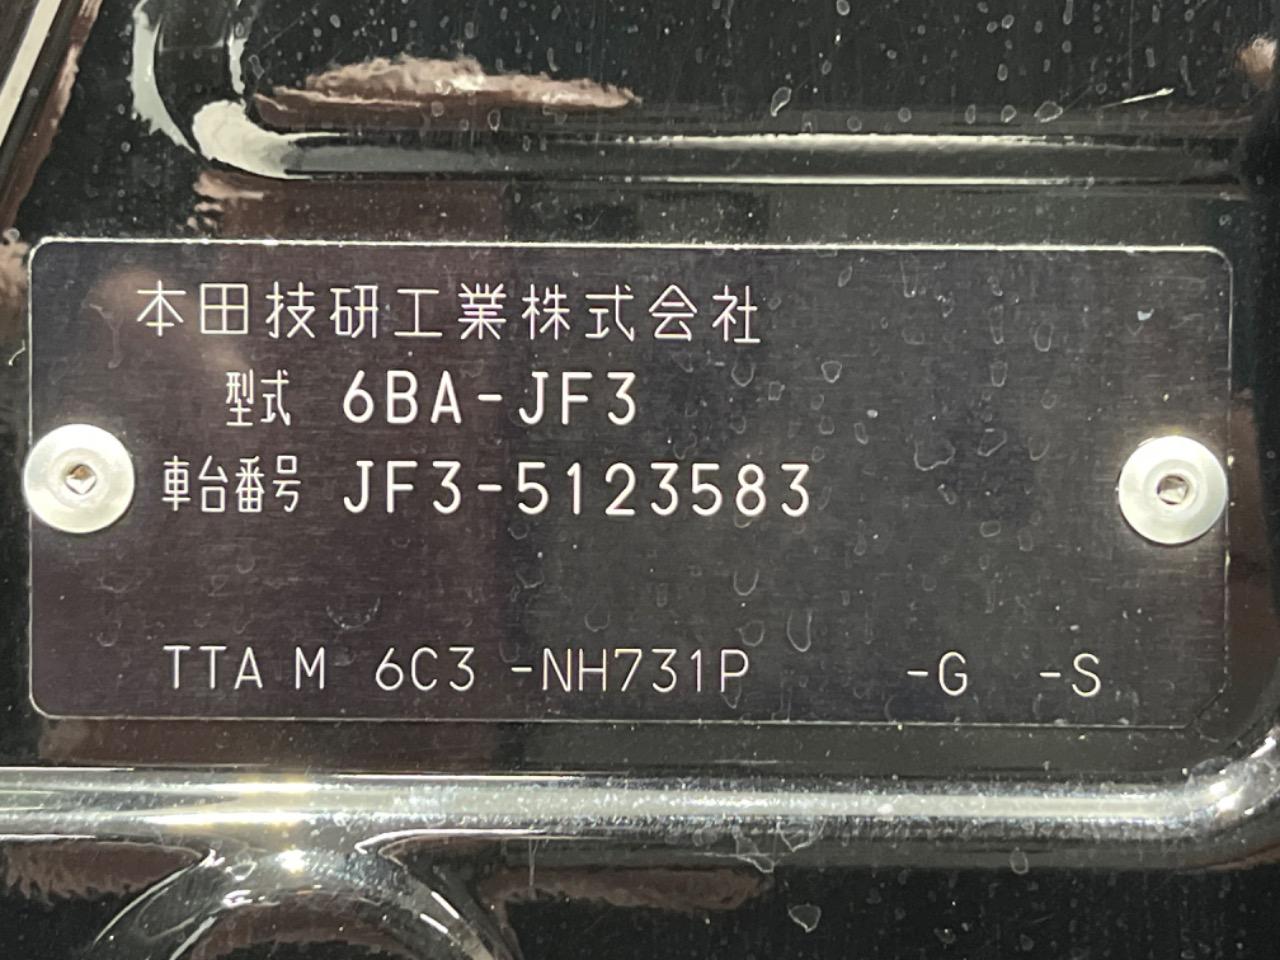 本田技研工業株式会社
型式 6BA-JF3
車台番号 JF3-5123583
TTA M 6C3 -NH731P -G -S